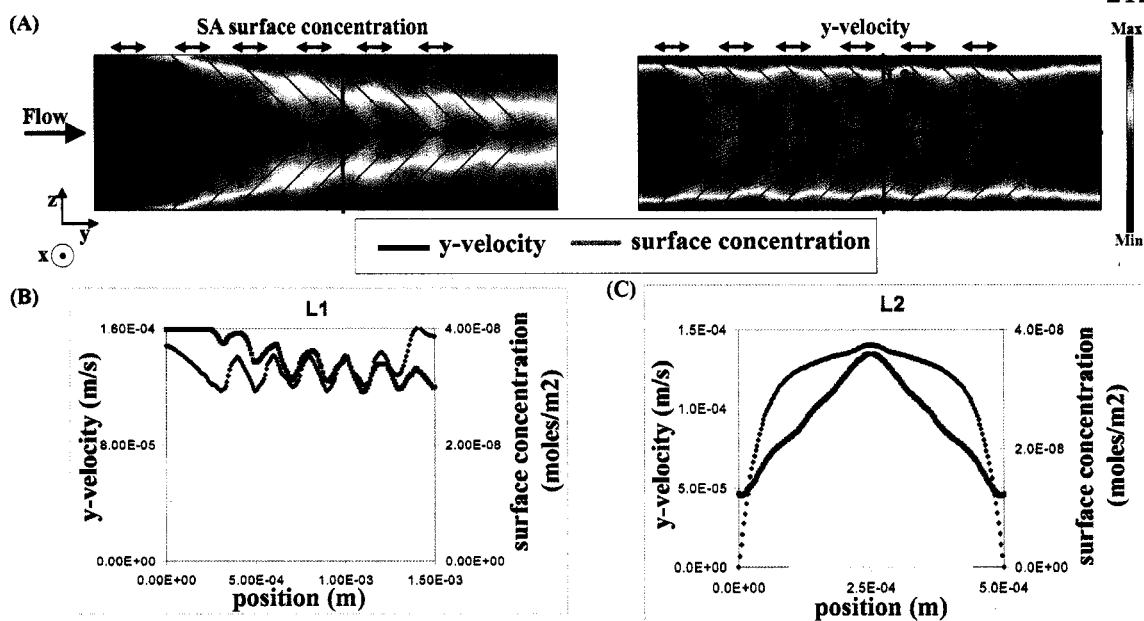 (A)
SA surface concentration
y-velocity
Max
Flow
z
y
x
Min
y-velocity surface concentration
(B)
L1
1.60E-04
8.00E-05
0.00E+00
4.00E-08
2.00E-08
0.00E+00
0.00E+00 5.00E-04 1.00E-03 1.50E-03
y-velocity (m/s)
surface concentration
(moles/m2)
position (m)
(C)
L2
1.5E-04
1.0E-04
5.0E-05
0.0E+00
4.0E-08
2.0E-08
0.0E+00
0.0E+00 2.5E-04 5.0E-04
y-velocity (m/s)
surface concentration
(moles/m2)
position (m)